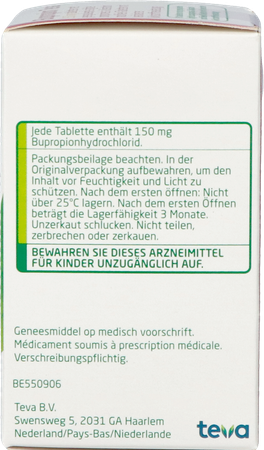 Jede Tablette enthält 150 mg
Bupropionhydrochlorid.
Packungsbeilage beachten. In der
Originalverpackung aufbewahren, um den
Inhalt vor Feuchtigkeit und Licht zu
schützen. Nach dem ersten öffnen: Nicht
über 25°C lagern. Nach dem ersten Öffnen
beträgt die Lagerfähigkeit 3 Monate.
Unzerkaut schlucken. Nicht teilen,
zerbrechen oder zerkauen.
BEWAHREN SIE DIESES ARZNEIMITTEL
FÜR KINDER UNZUGÄNGLICH AUF.
Geneesmiddel op medisch voorschrift.
Médicament soumis à prescription médicale.
Verschreibungspflichtig.
BE550906
Teva B.V.
Swensweg 5, 2031 GA Haarlem
Nederland/Pays-Bas/Niederlande
teva